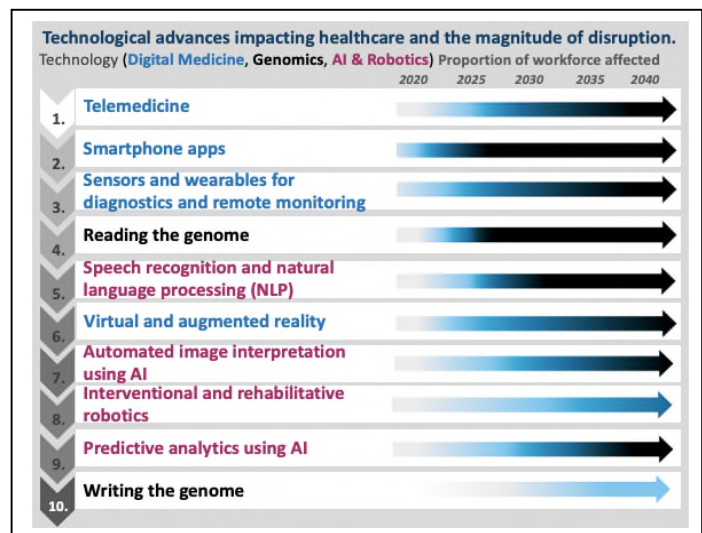 Technological advances impacting healthcare and the magnitude of disruption.
Technology (Digital Medicine, Genomics, AI & Robotics) Proportion of workforce affected
2020 2025 2030 2035 2040
1. Telemedicine
2. Smartphone apps
3. Sensors and wearables for
diagnostics and remote monitoring
4. Reading the genome
5. Speech recognition and natural
language processing (NLP)
6. Virtual and augmented reality
7. Automated image interpretation
using AI
8. Interventional and rehabilitative
robotics
9. Predictive analytics using AI
10. Writing the genome